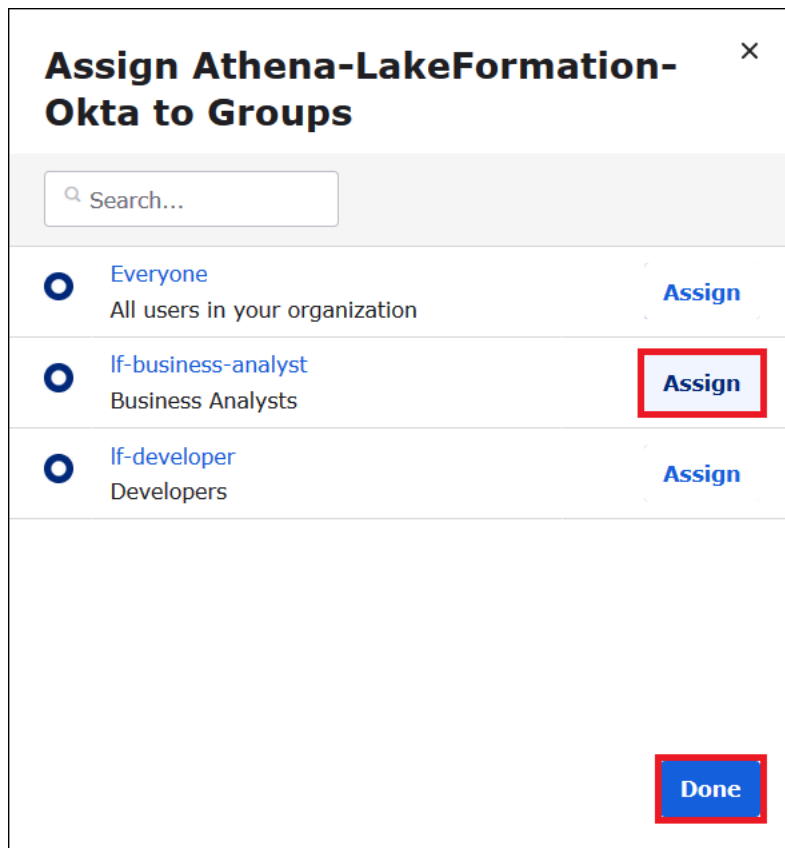 Assign Athena-LakeFormation-
Okta to Groups
Search...
Everyone
All users in your organization
Assign
lf-business-analyst
Business Analysts
Assign
lf-developer
Developers
Assign
Done